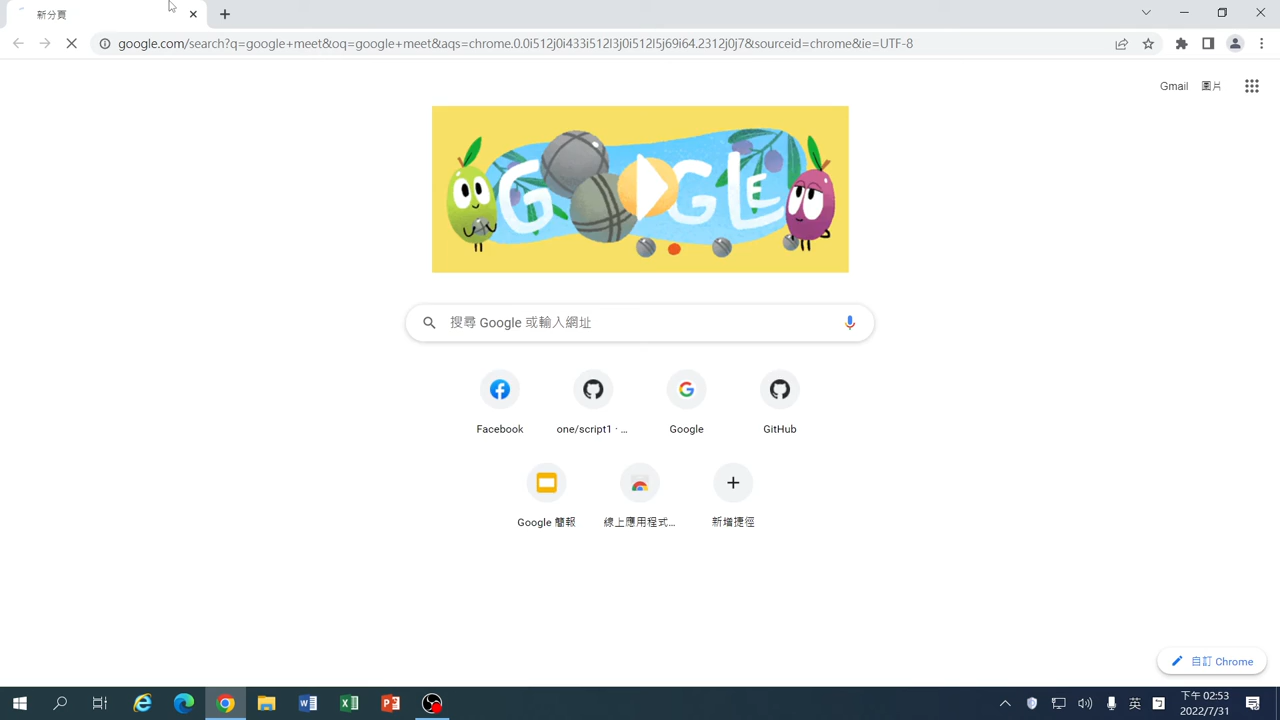 新分頁
google.com/search?q=google+meet&oq=google+meet&aqs=chrome.0.0i512j0i433i512l3j0i512l5j69i64.2312j0j7&sourceid=chrome&ie=UTF-8
Gmail 圖片
GOOGLE
搜尋 Google 或輸入網址
Facebook
one/script1 · ...
Google
GitHub
Google 簡報
線上應用程式...
新增捷徑
自訂 Chrome
英
下午 02:53
2022/7/31